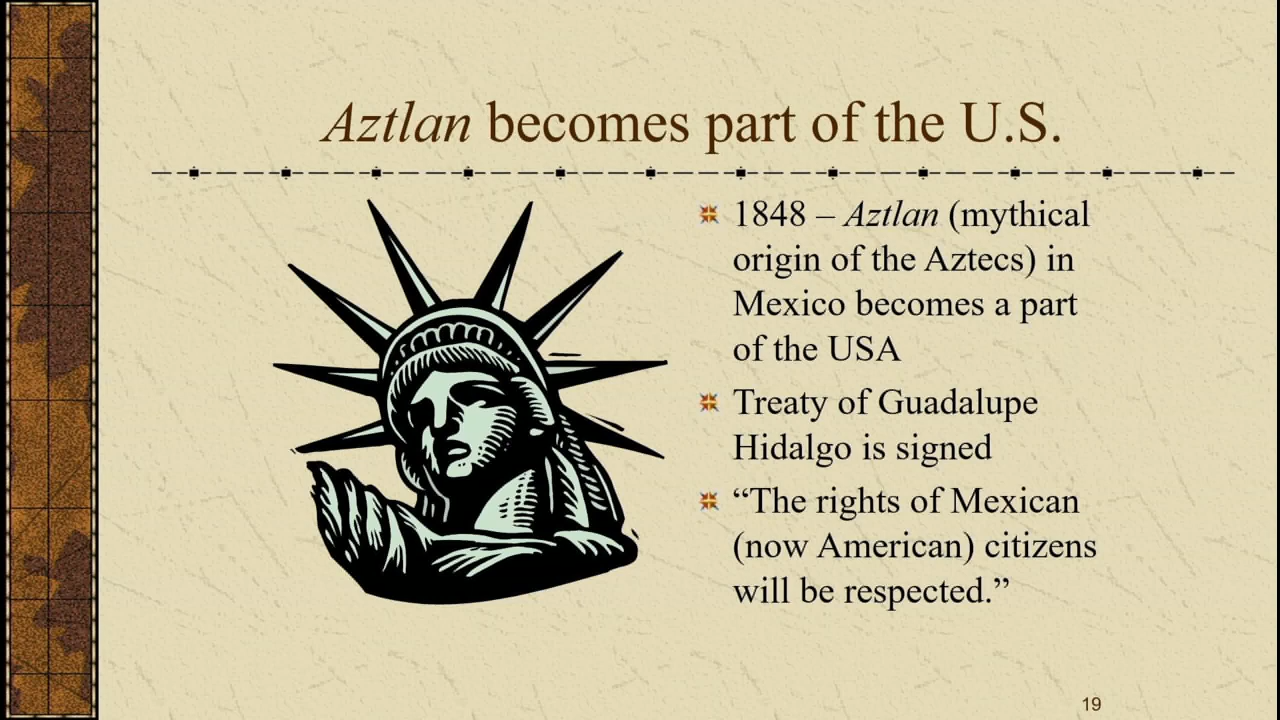 Aztlan becomes part of the U.S.
1848 – Aztlan (mythical
origin of the Aztecs) in
Mexico becomes a part
of the USA
Treaty of Guadalupe
Hidalgo is signed
“The rights of Mexican
(now American) citizens
will be respected.”
19